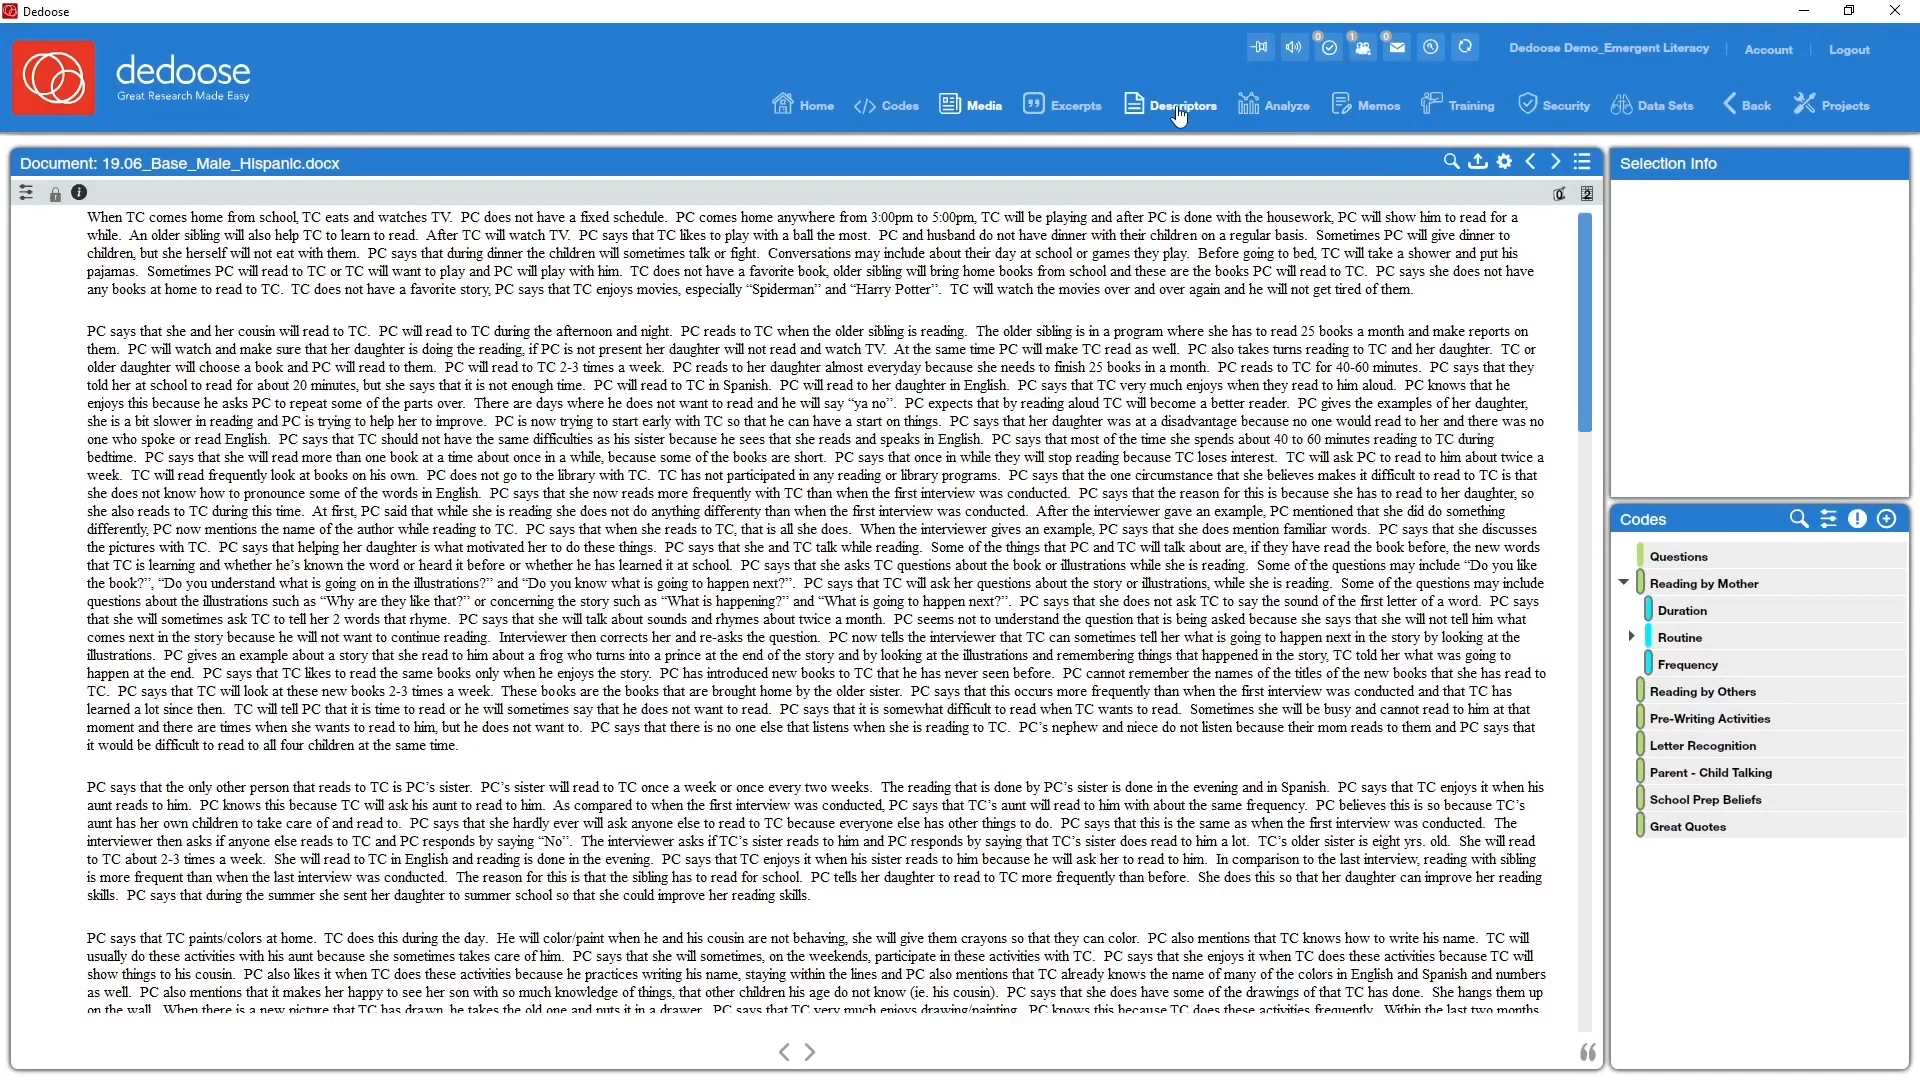 Dedoose
dedoose
Great Research Made Easy
0 1 0
Dedoose Demo_Emergent Literacy Account Logout
Home Codes Media Excerpts Descriptors Analyze Memos Training Security Data Sets Back Projects
Document: 19.06_Base_Male_Hispanic.docx
When TC comes home from school, TC eats and watches TV. PC does not have a fixed schedule. PC comes home anywhere from 3:00pm to 5:00pm, TC will be playing and after PC is done with the housework, PC will show him to read for a
while. An older sibling will also help TC to learn to read. After TC will watch TV. PC says that TC likes to play with a ball the most. PC and husband do not have dinner with their children on a regular basis. Sometimes PC will give dinner to
children, but she herself will not eat with them. PC says that during dinner the children will sometimes talk or fight. Conversations may include about their day at school or games they play. Before going to bed, TC will take a shower and put his
pajamas. Sometimes PC will read to TC or TC will want to play and PC will play with him. TC does not have a favorite book, older sibling will bring home books from school and these are the books PC will read to TC. PC says she does not have
any books at home to read to TC. TC does not have a favorite story, PC says that TC enjoys movies, especially “Spiderman” and “Harry Potter”. TC will watch the movies over and over again and he will not get tired of them.
PC says that she and her cousin will read to TC. PC will read to TC during the afternoon and night. PC reads to TC when the older sibling is reading. The older sibling is in a program where she has to read 25 books a month and make reports on
them. PC will watch and make sure that her daughter is doing the reading, if PC is not present her daughter will not read and watch TV. At the same time PC will make TC read as well. PC also takes turns reading to TC and her daughter. TC or
older daughter will choose a book and PC will read to them. PC will read to TC 2-3 times a week. PC reads to her daughter almost everyday because she needs to finish 25 books in a month. PC reads to TC for 40-60 minutes. PC says that they
told her at school to read for about 20 minutes, but she says that it is not enough time. PC will read to TC in Spanish. PC will read to her daughter in English. PC says that TC very much enjoys when they read to him aloud. PC knows that he
enjoys this because he asks PC to repeat some of the parts over. There are days where he does not want to read and he will say “ya no”. PC expects that by reading aloud TC will become a better reader. PC gives the examples of her daughter,
she is a bit slower in reading and PC is trying to help her to improve. PC is now trying to start early with TC so that he can have a start on things. PC says that her daughter was at a disadvantage because no one would read to her and there was no
one who spoke or read English. PC says that TC should not have the same difficulties as his sister because he sees that she reads and speaks in English. PC says that most of the time she spends about 40 to 60 minutes reading to TC during
bedtime. PC says that she will read more than one book at a time about once in a while, because some of the books are short. PC says that once in while they will stop reading because TC loses interest. TC will ask PC to read to him about twice a
week. TC will read frequently look at books on his own. PC does not go to the library with TC. TC has not participated in any reading or library programs. PC says that the one circumstance that she believes makes it difficult to read to TC is that
she does not know how to pronounce some of the words in English. PC says that she now reads more frequently with TC than when the first interview was conducted. PC says that the reason for this is because she has to read to her daughter, so
she also reads to TC during this time. At first, PC said that while she is reading she does not do anything differenty than when the first interview was conducted. After the interviewer gave an example, PC mentioned that she did do something
differently, PC now mentions the name of the author while reading to TC. PC says that when she reads to TC, that is all she does. When the interviewer gives an example, PC says that she does mention familiar words. PC says that she discusses
the pictures with TC. PC says that helping her daughter is what motivated her to do these things. PC says that she and TC talk while reading. Some of the things that PC and TC will talk about are, if they have read the book before, the new words
that TC is learning and whether he’s known the word or heard it before or whether he has learned it at school. PC says that she asks TC questions about the book or illustrations while she is reading. Some of the questions may include “Do you like
the book?”, “Do you understand what is going on in the illustrations?” and “Do you know what is going to happen next?”. PC says that TC will ask her questions about the story or illustrations, while she is reading. Some of the questions may include
questions about the illustrations such as “Why are they like that?” or concerning the story such as “What is happening?” and “What is going to happen next?”. PC says that she does not ask TC to say the sound of the first letter of a word. PC says
that she will sometimes ask TC to tell her 2 words that rhyme. PC says that she will talk about sounds and rhymes about twice a month. PC seems not to understand the question that is being asked because she says that she will not tell him what
comes next in the story because he will not want to continue reading. Interviewer then corrects her and re-asks the question. PC now tells the interviewer that TC can sometimes tell her what is going to happen next in the story by looking at the
illustrations. PC gives an example about a story that she read to him about a frog who turns into a prince at the end of the story and by looking at the illustrations and remembering things that happened in the story, TC told her what was going to
happen at the end. PC says that TC likes to read the same books only when he enjoys the story. PC has introduced new books to TC that he has never seen before. PC cannot remember the names of the titles of the new books that she has read to
TC. PC says that TC will look at these new books 2-3 times a week. These books are the books that are brought home by the older sister. PC says that this occurs more frequently than when the first interview was conducted and that TC has
learned a lot since then. TC will tell PC that it is time to read or he will sometimes say that he does not want to read. PC says that it is somewhat difficult to read when TC wants to read. Sometimes she will be busy and cannot read to him at that
moment and there are times when she wants to read to him, but he does not want to. PC says that there is no one else that listens when she is reading to TC. PC’s nephew and niece do not listen because their mom reads to them and PC says that
it would be difficult to read to all four children at the same time.
PC says that the only other person that reads to TC is PC’s sister. PC’s sister will read to TC once a week or once every two weeks. The reading that is done by PC’s sister is done in the evening and in Spanish. PC says that TC enjoys it when his
aunt reads to him. PC knows this because TC will ask his aunt to read to him. As compared to when the first interview was conducted, PC says that TC’s aunt will read to him with about the same frequency. PC believes this is so because TC’s
aunt has her own children to take care of and read to. PC says that she hardly ever will ask anyone else to read to TC because everyone else has other things to do. PC says that this is the same as when the first interview was conducted. The
interviewer then asks if anyone else reads to TC and PC responds by saying “No”. The interviewer asks if TC’s sister reads to him and PC responds by saying that TC’s sister does read to him a lot. TC’s older sister is eight yrs. old. She will read
to TC about 2-3 times a week. She will read to TC in English and reading is done in the evening. PC says that TC enjoys it when his sister reads to him because he will ask her to read to him. In comparison to the last interview, reading with sibling
is more frequent than when the last interview was conducted. The reason for this is that the sibling has to read for school. PC tells her daughter to read to TC more frequently than before. She does this so that her daughter can improve her reading
skills. PC says that during the summer she sent her daughter to summer school so that she could improve her reading skills.
PC says that TC paints/colors at home. TC does this during the day. He will color/paint when he and his cousin are not behaving, she will give them crayons so that they can color. PC also mentions that TC knows how to write his name. TC will
usually do these activities with his aunt because she sometimes takes care of him. PC says that she will sometimes, on the weekends, participate in these activities with TC. PC says that she enjoys it when TC does these activities because TC will
show things to his cousin. PC also likes it when TC does these activities because he practices writing his name, staying within the lines and PC also mentions that TC already knows the name of many of the colors in English and Spanish and numbers
as well. PC also mentions that it makes her happy to see her son with so much knowledge of things, that other children his age do not know (ie. his cousin). PC says that she does have some of the drawings of that TC has done. She hangs them up
on the wall. When there is a new picture that TC has drawn, he takes the old one and puts it in a drawer. PC says that TC very much enjoys drawing/painting. PC knows this because TC does these activities frequently. Within the last two months
Selection Info
Codes
Questions
Reading by Mother
Duration
Routine
Frequency
Reading by Others
Pre-Writing Activities
Letter Recognition
Parent - Child Talking
School Prep Beliefs
Great Quotes